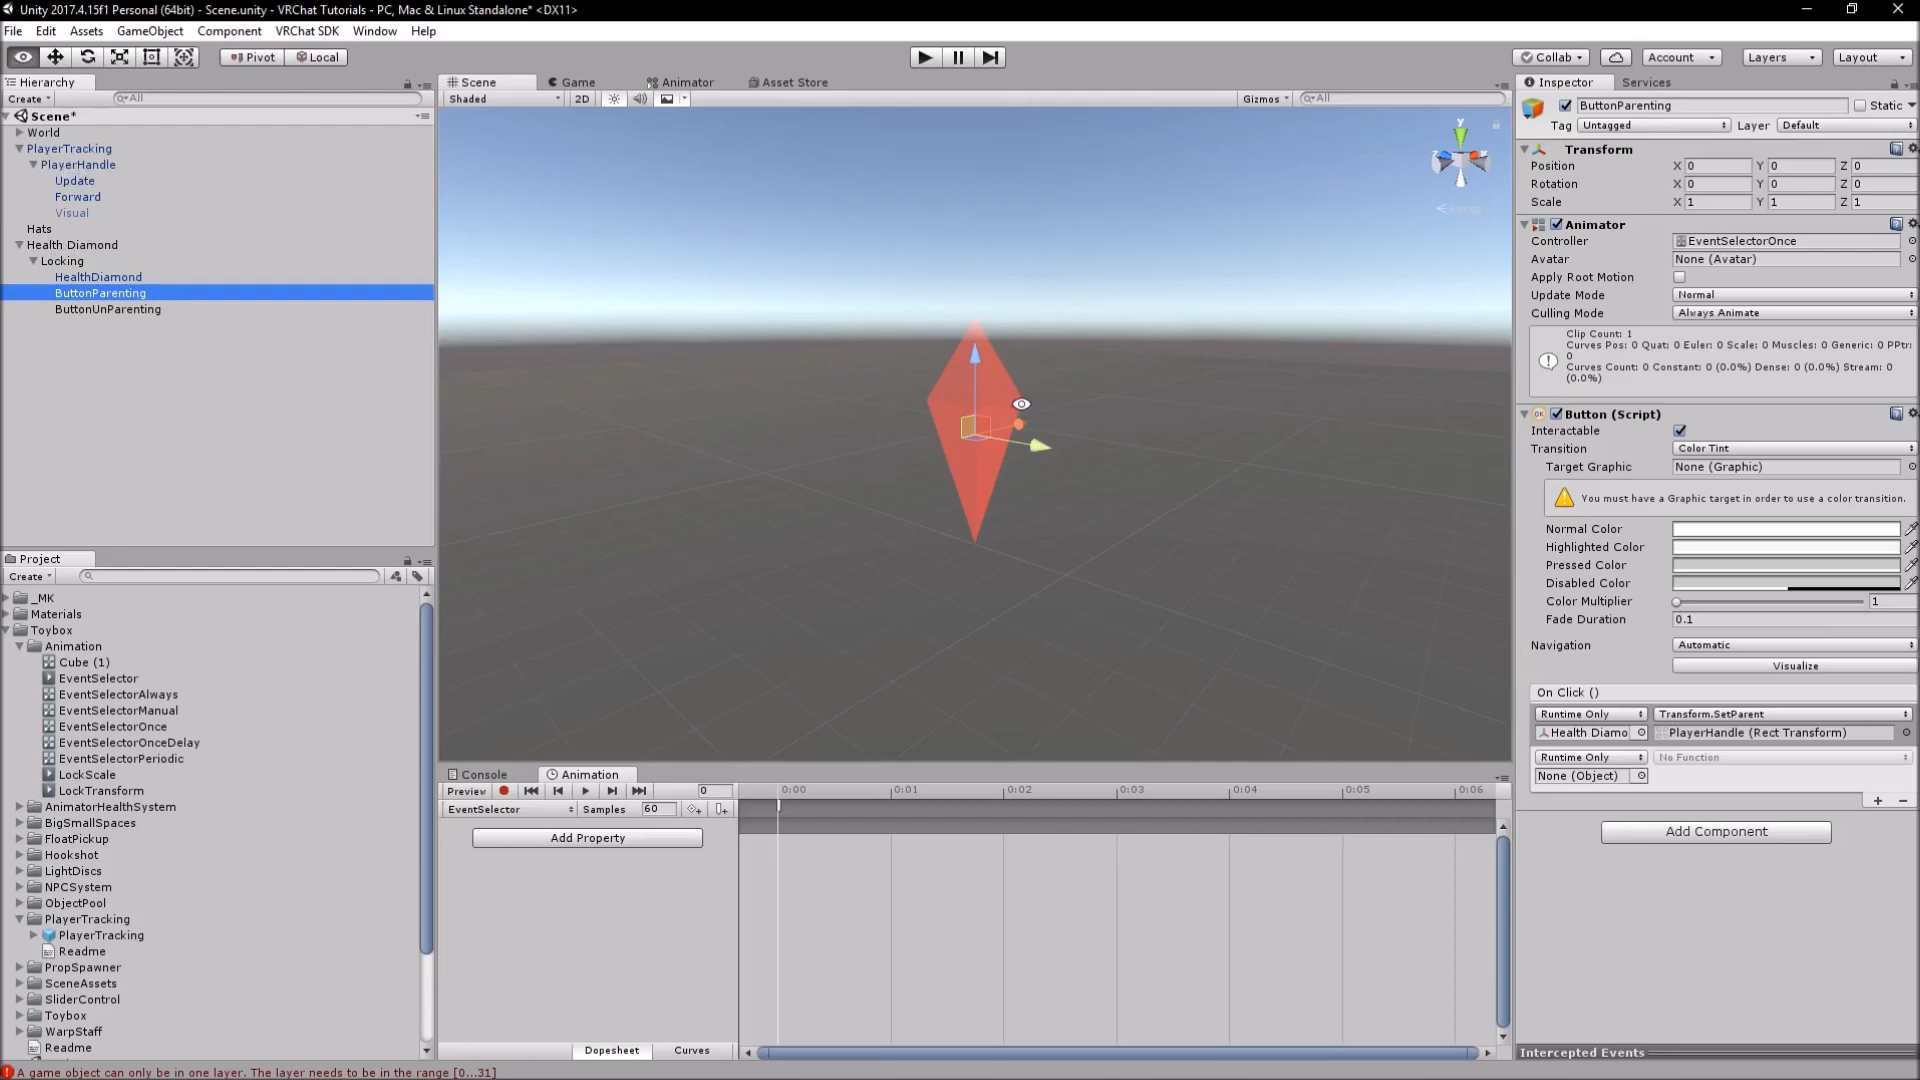 Unity 2017.4.15f1 Personal (64bit) - Scene.unity - VRChat Tutorials - PC, Mac & Linux Standalone* <DX11>
File Edit Assets GameObject Component VRChat SDK Window Help
Pivot Local Collab Account Layers Layout
Hierarchy
Create All
Scene*
World
PlayerTracking
PlayerHandle
Update
Forward
Visual
Hats
Health Diamond
Locking
HealthDiamond
ButtonParenting
ButtonUnParenting
Project
Create
_MK
Materials
Toybox
Animation
Cube (1)
EventSelector
EventSelectorAlways
EventSelectorManual
EventSelectorOnce
EventSelectorOnceDelay
EventSelectorPeriodic
LockScale
LockTransform
AnimatorHealthSystem
BigSmallSpaces
FloatPickup
Hookshot
LightDiscs
NPCSystem
ObjectPool
PlayerTracking
PlayerTracking
Readme
PropSpawner
SceneAssets
SliderControl
Toybox
WarpStaff
Readme
Scene Game Animator Asset Store
Shaded 2D Gizmos All
y
Persp
Console Animation
Preview 0 0:00 0:01 0:02 0:03 0:04 0:05 0:06
EventSelector Samples 60
Add Property
Dopesheet Curves
Inspector Services
ButtonParenting Static
Tag Untagged Layer Default
Transform
Position X 0 Y 0 Z 0
Rotation X 0 Y 0 Z 0
Scale X 1 Y 1 Z 1
Animator
Controller EventSelectorOnce
Avatar None (Avatar)
Apply Root Motion
Update Mode Normal
Culling Mode Always Animate
Clip Count: 1
Curves Pos: 0 Quat: 0 Euler: 0 Scale: 0 Muscles: 0 Generic: 0 PPtr:
0
Curves Count: 0 Constant: 0 (0.0%) Dense: 0 (0.0%) Stream: 0
(0.0%)
OK Button (Script)
Interactable
Transition Color Tint
Target Graphic None (Graphic)
You must have a Graphic target in order to use a color transition.
Normal Color
Highlighted Color
Pressed Color
Disabled Color
Color Multiplier 1
Fade Duration 0.1
Navigation Automatic
Visualize
On Click ()
Runtime Only Transform.SetParent
Health Diamo PlayerHandle (Rect Transform)
Runtime Only No Function
None (Object)
+ −
Add Component
Intercepted Events
A game object can only be in one layer. The layer needs to be in the range [0...31]